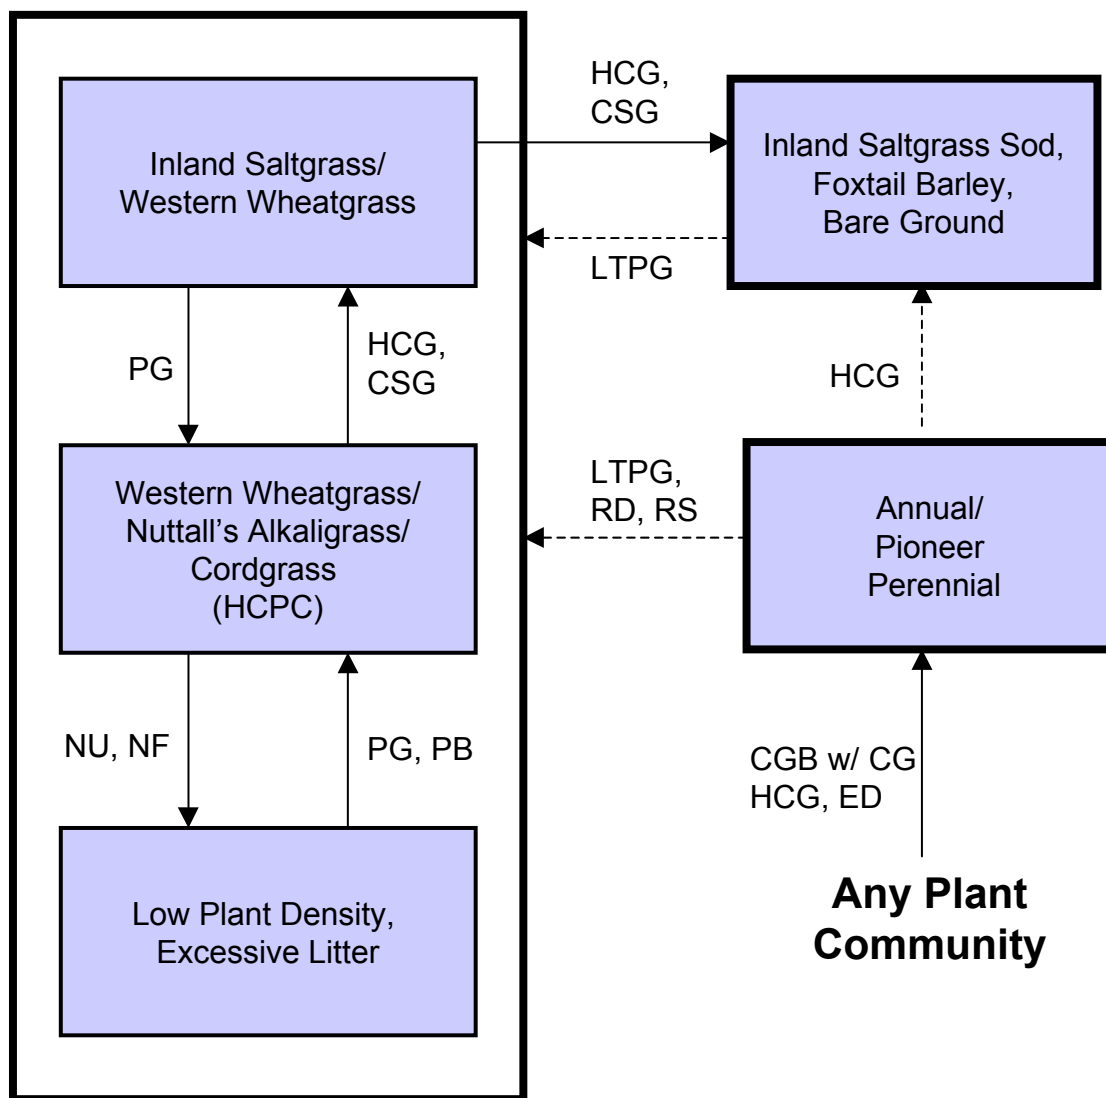 Inland Saltgrass/
Western Wheatgrass
HCG,
CSG
Inland Saltgrass Sod,
Foxtail Barley,
Bare Ground
LTPG
PG
HCG,
CSG
HCG
Western Wheatgrass/
Nuttall’s Alkaligrass/
Cordgrass
(HCPC)
LTPG,
RD, RS
Annual/
Pioneer
Perennial
NU, NF
PG, PB
CGB w/ CG
HCG, ED
Low Plant Density,
Excessive Litter
Any Plant
Community